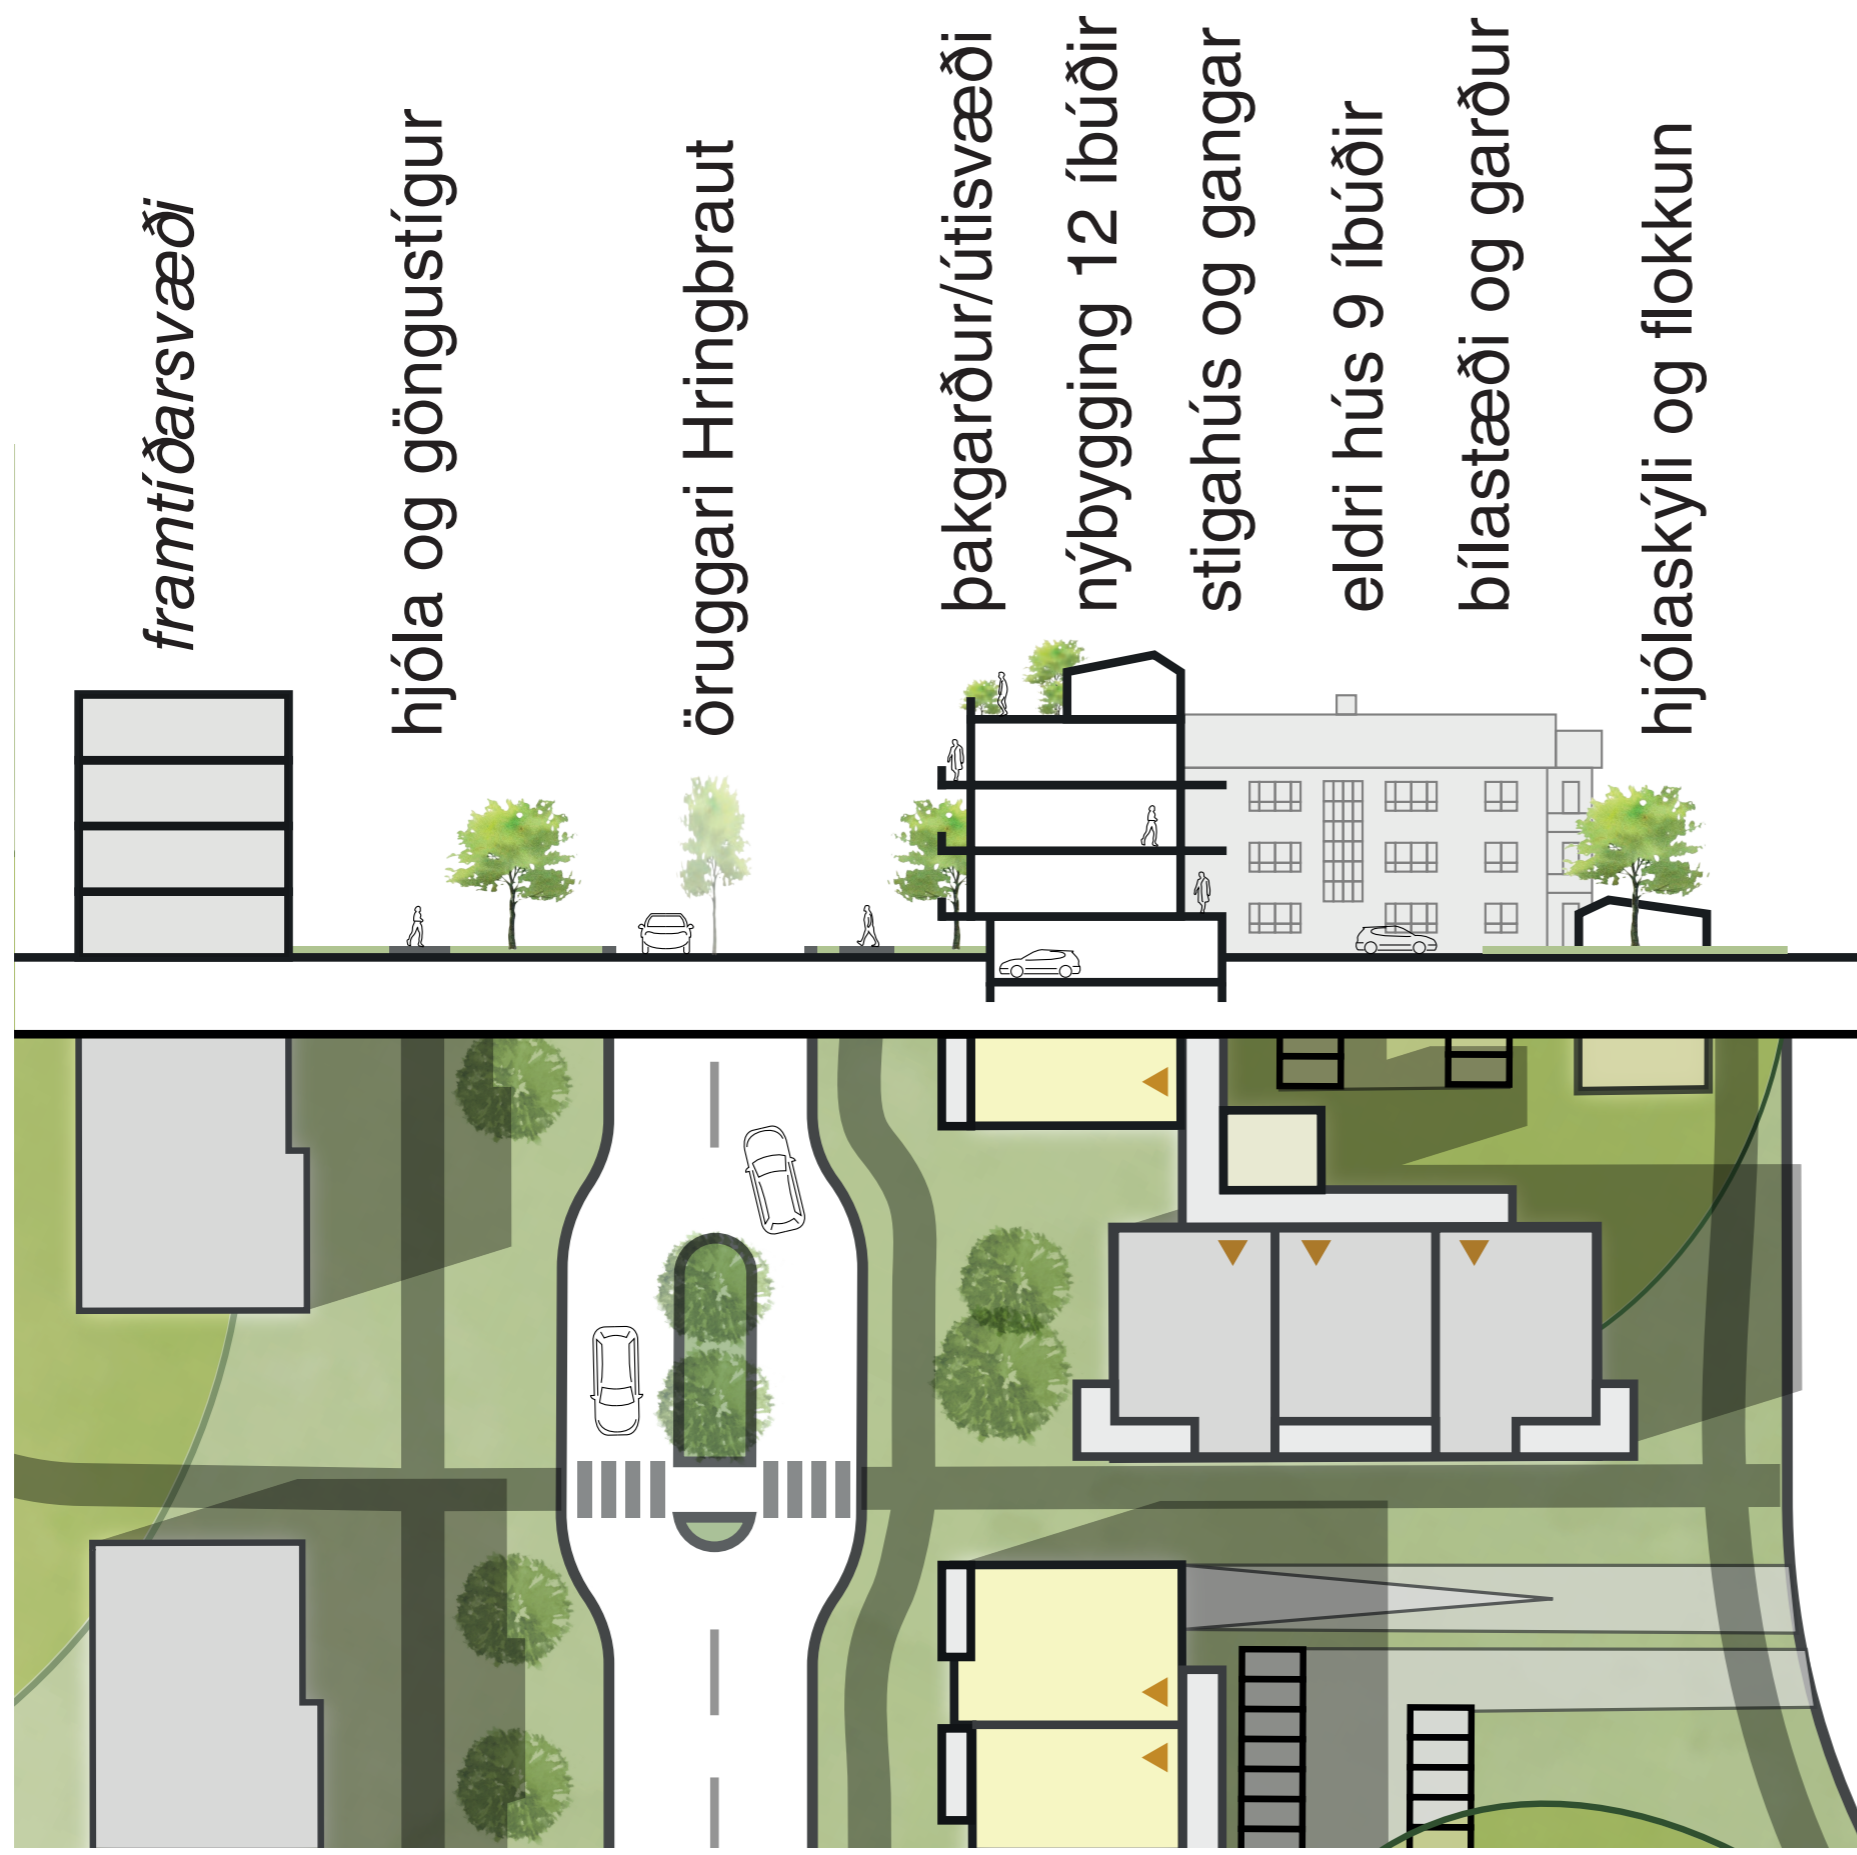 framtíðarsvæði
hjóla og göngustígur
öruggari Hringbraut
þakgarður/útisvæði
nýbygging 12 íbúðir
stigahús og gangar
eldri hús 9 íbúðir
bílastæði og garður
hjólaskýli og flokkun